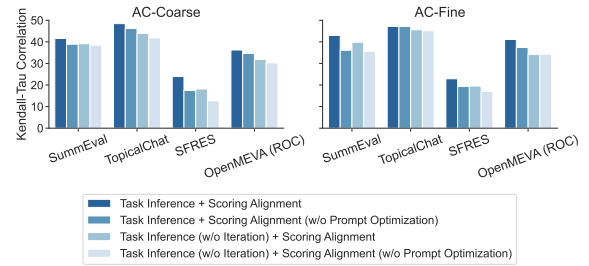 AC-Coarse
AC-Fine
Kendall-Tau Correlation
50
40
30
20
10
0
SummEval
TopicalChat
SFRES
OpenMEVA (ROC)
SummEval
TopicalChat
SFRES
OpenMEVA (ROC)
Task Inference + Scoring Alignment
Task Inference + Scoring Alignment (w/o Prompt Optimization)
Task Inference (w/o Iteration) + Scoring Alignment
Task Inference (w/o Iteration) + Scoring Alignment (w/o Prompt Optimization)